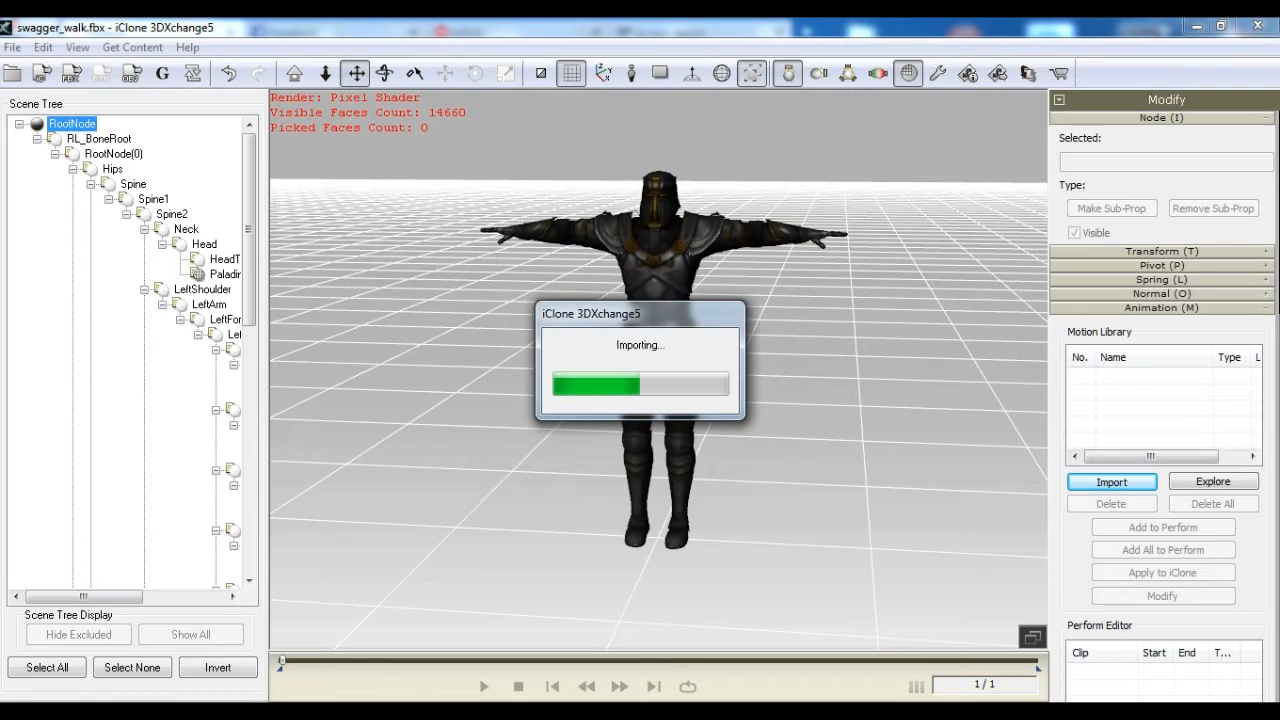 swagger_walk.fbx - iClone 3DXchange5
File Edit View Get Content Help
G
Scene Tree
RootNode
RL_BoneRoot
RootNode(0)
Hips
Spine
Spine1
Spine2
Neck
Head
HeadT
Paladir
LeftShoulder
LeftArm
LeftFor
Let
Scene Tree Display
Hide Excluded Show All
Select All Select None Invert
Render: Pixel Shader
Visible Faces Count: 14660
Picked Faces Count: 0
iClone 3DXchange5
Importing...
1 / 1
Modify
Node (I)
Selected:
Type:
Make Sub-Prop Remove Sub-Prop
Visible
Transform (T)
Pivot (P)
Spring (L)
Normal (O)
Animation (M)
Motion Library
No. Name Type L
Import Explore
Delete Delete All
Add to Perform
Add All to Perform
Apply to iClone
Modify
Perform Editor
Clip Start End T...